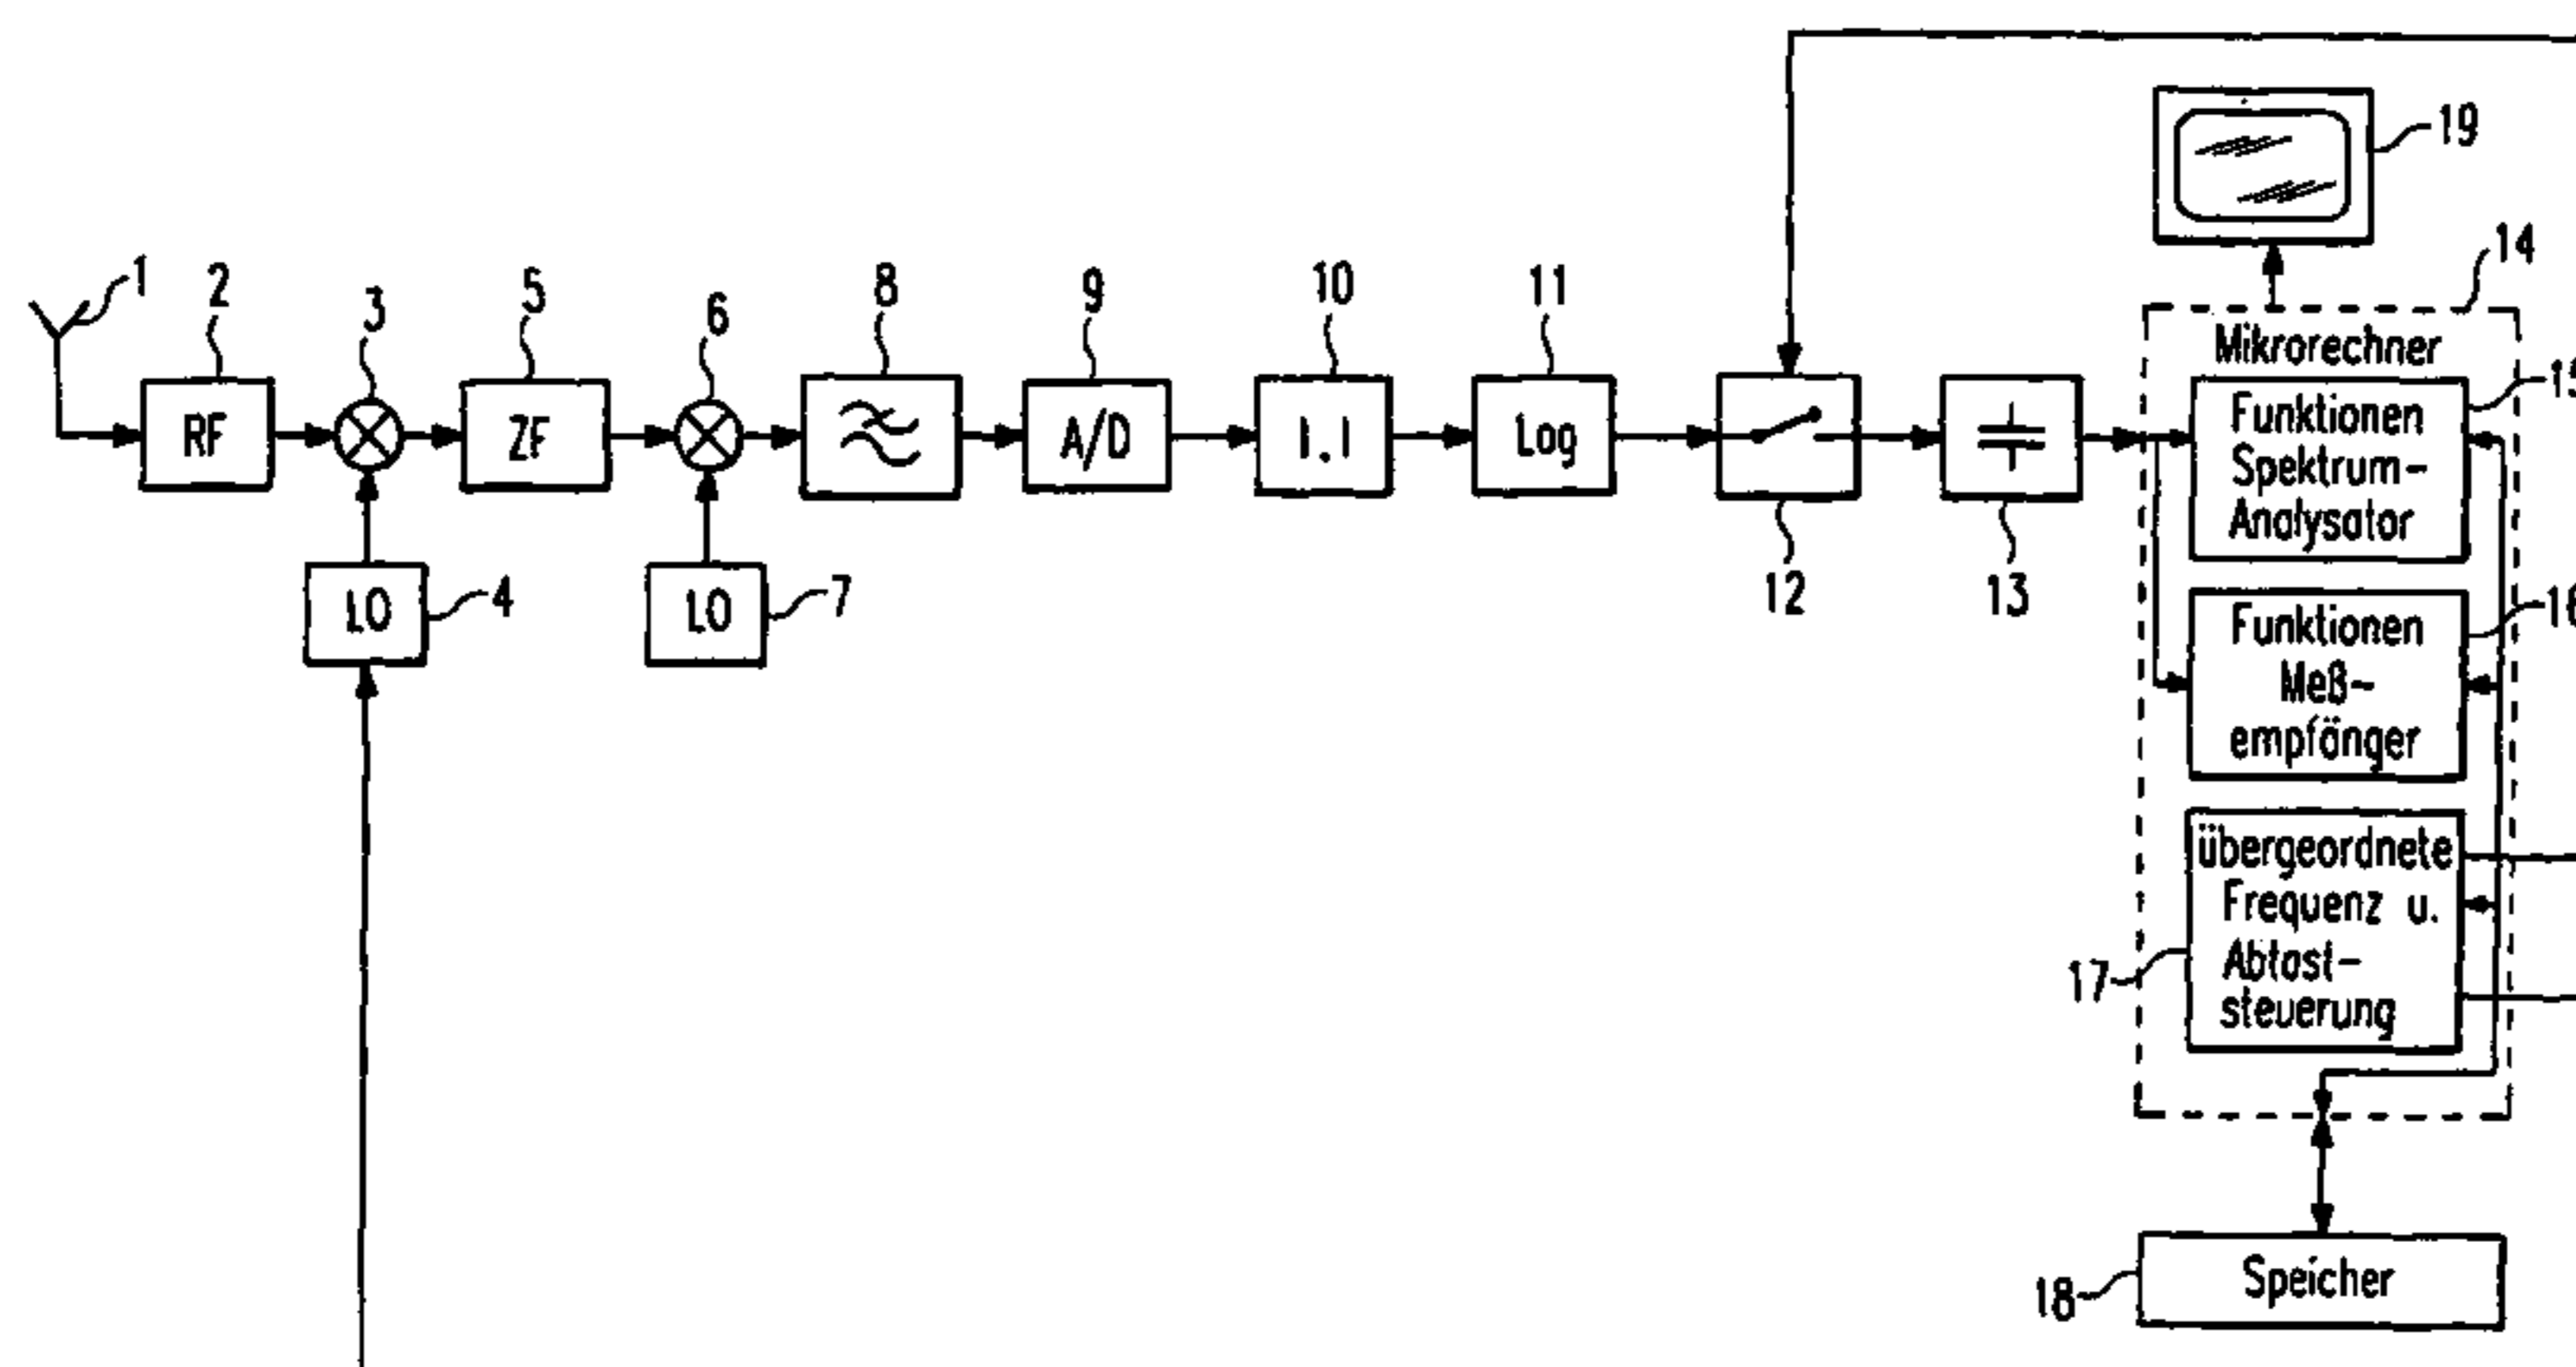 1
2
3
5
6
8
9
10
11
19
14
RF
ZF
A/D
|.|
Log
Mikrorechner
Funktionen
Spektrum-
Analysator
LO
4
LO
7
12
13
Funktionen
Meß-
empfänger
übergeordnete
Frequenz u.
Abtast-
steuerung
17
18
Speicher